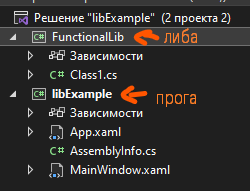 Решение "libExample" (2 проекта 2)
C# FunctionalLib либа
Зависимости
C# Class1.cs
C# libExample прога
Зависимости
App.xaml
C# AssemblyInfo.cs
MainWindow.xaml